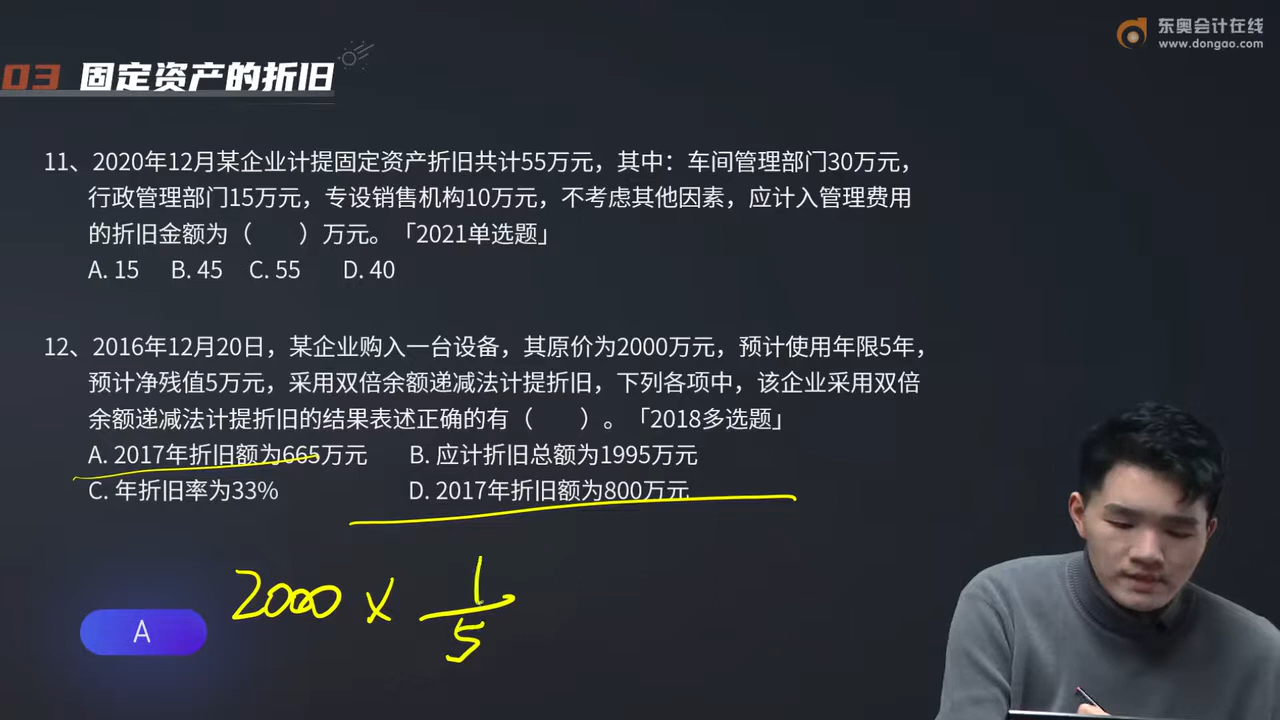 东奥会计在线
www.dongao.com
03 固定资产的折旧
11、2020年12月某企业计提固定资产折旧共计55万元，其中：车间管理部门30万元，
行政管理部门15万元，专设销售机构10万元，不考虑其他因素，应计入管理费用
的折旧金额为（ ）万元。「2021单选题」
A. 15 B. 45 C. 55 D. 40
12、2016年12月20日，某企业购入一台设备，其原价为2000万元，预计使用年限5年，
预计净残值5万元，采用双倍余额递减法计提折旧，下列各项中，该企业采用双倍
余额递减法计提折旧的结果表述正确的有（ ）。「2018多选题」
A. 2017年折旧额为665万元 B. 应计折旧总额为1995万元
C. 年折旧率为33% D. 2017年折旧额为800万元
2000 × 1/5
A